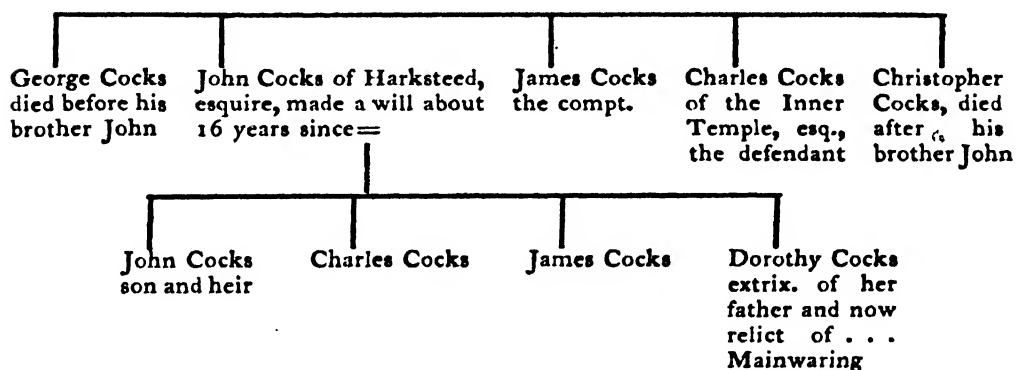 George Cocks
died before his
brother John
John Cocks of Harksteed,
esquire, made a will about
16 years since=
James Cocks
the compt.
Charles Cocks
of the Inner
Temple, esq.,
the defendant
Christopher
Cocks, died
after his
brother John
John Cocks
son and heir
Charles Cocks
James Cocks
Dorothy Cocks
extrix. of her
father and now
relict of . . .
Mainwaring